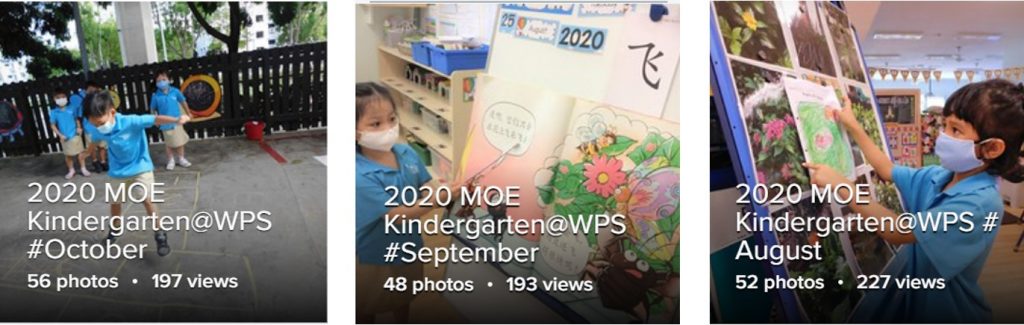 2020 MOE
Kindergarten@WPS
#October
56 photos • 197 views
25
August
2020
飞
2020 MOE
Kindergarten@WPS
#September
48 photos • 193 views
2020 MOE
Kindergarten@WPS #
August
52 photos • 227 views